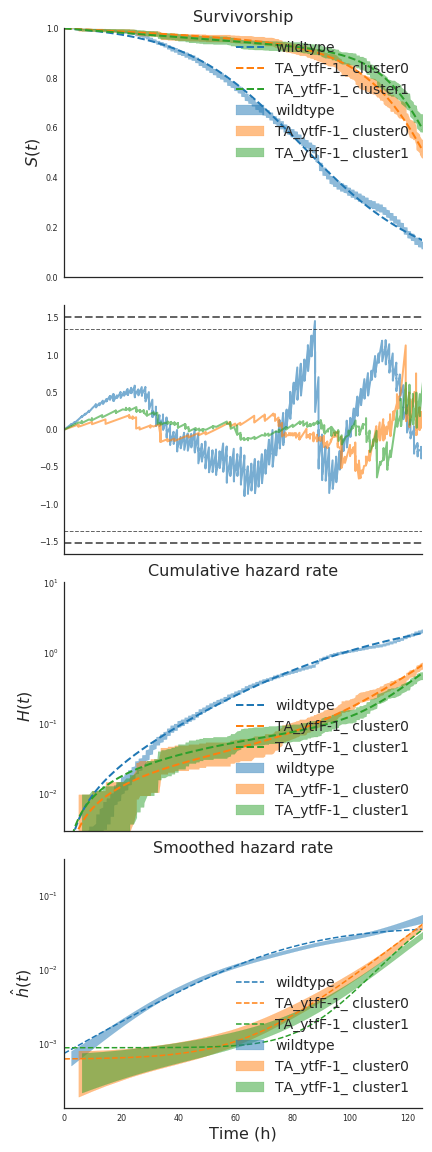 Survivorship
1.0
0.8
0.6
0.4
0.2
0.0
S(t)
wildtype
TA_ytfF-1_ cluster0
TA_ytfF-1_ cluster1
wildtype
TA_ytfF-1_ cluster0
TA_ytfF-1_ cluster1
1.5
1.0
0.5
0.0
−0.5
−1.0
−1.5
Cumulative hazard rate
10¹
10⁰
10⁻¹
10⁻²
H(t)
wildtype
TA_ytfF-1_ cluster0
TA_ytfF-1_ cluster1
wildtype
TA_ytfF-1_ cluster0
TA_ytfF-1_ cluster1
Smoothed hazard rate
10⁻¹
10⁻²
10⁻³
ĥ(t)
wildtype
TA_ytfF-1_ cluster0
TA_ytfF-1_ cluster1
wildtype
TA_ytfF-1_ cluster0
TA_ytfF-1_ cluster1
0 20 40 60 80 100 120
Time (h)